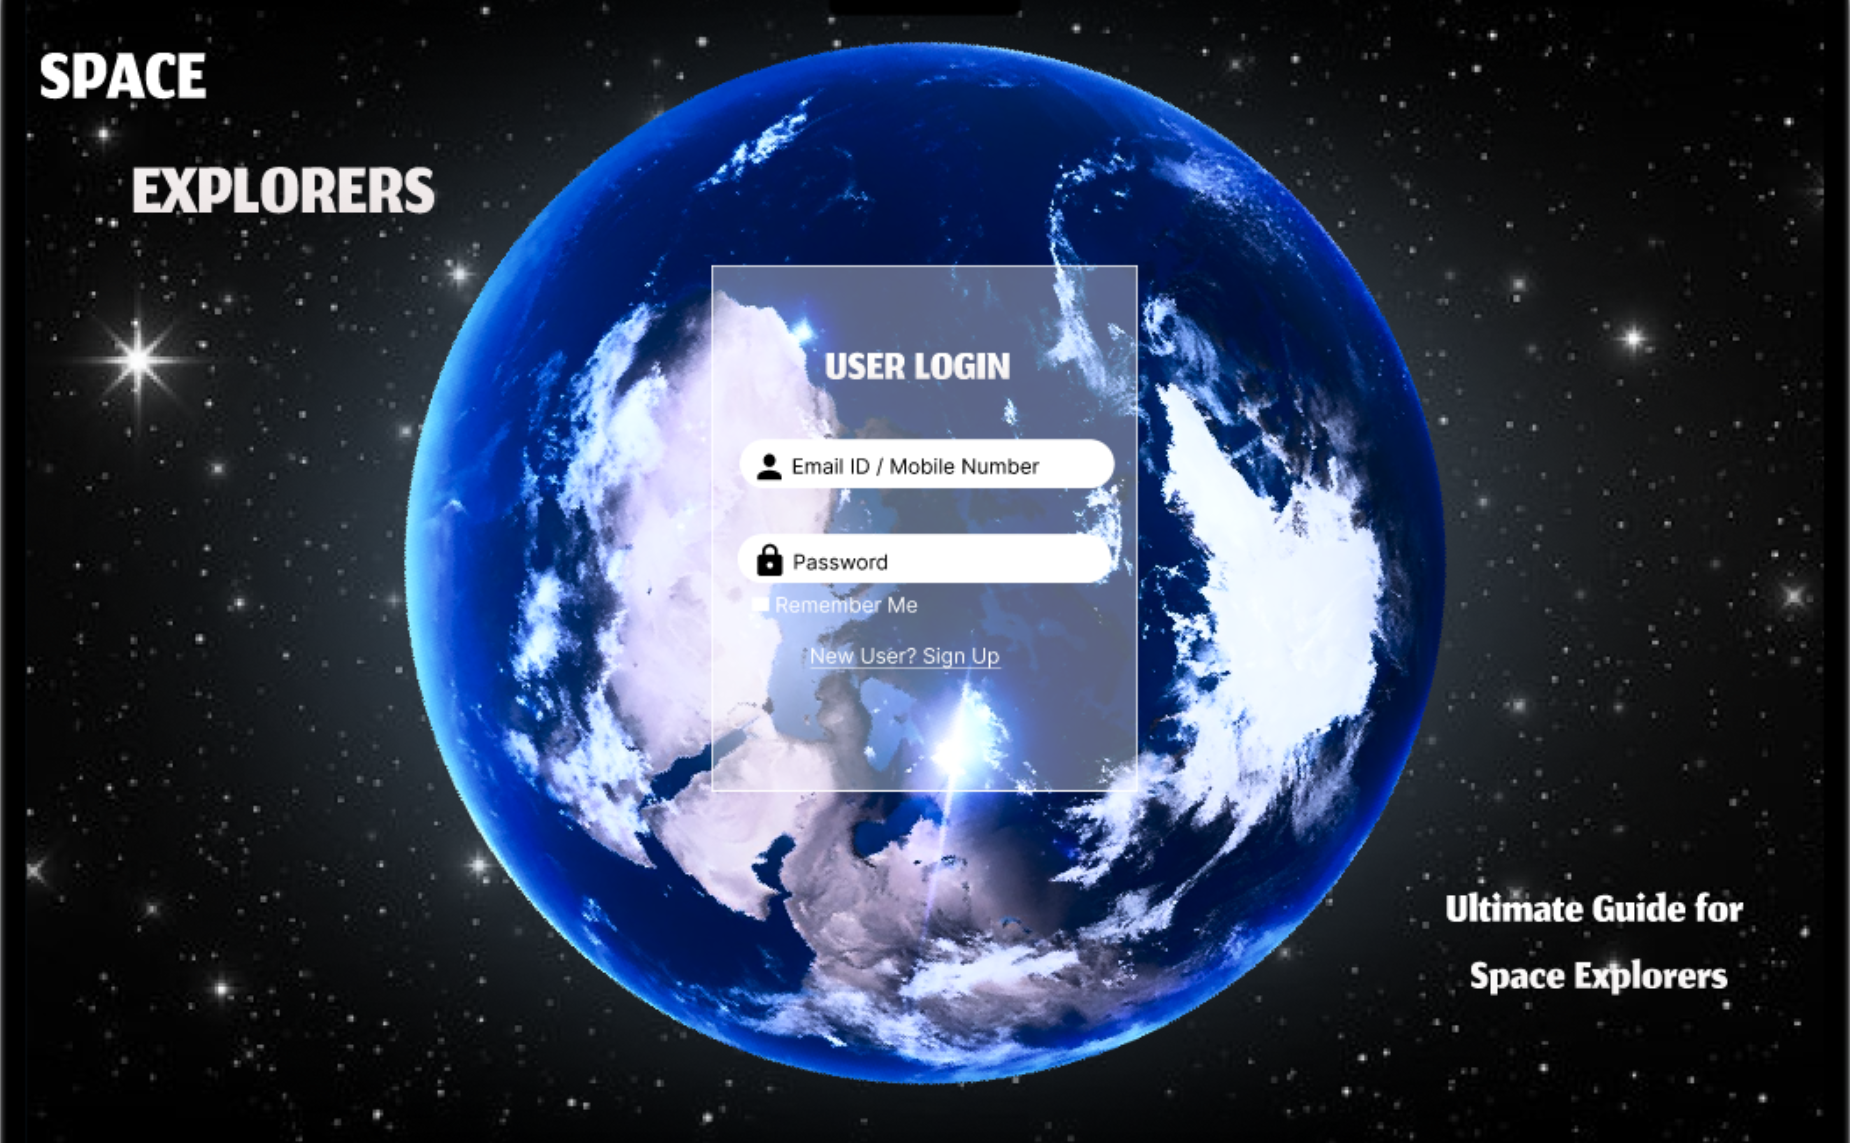 SPACE
EXPLORERS
USER LOGIN
Email ID / Mobile Number
Password
Remember Me
New User? Sign Up
Ultimate Guide for
Space Explorers